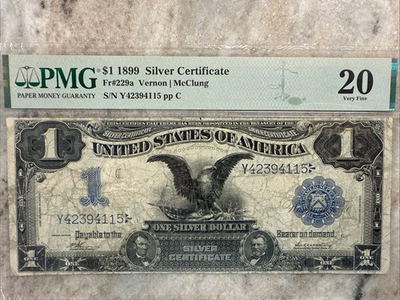 PMG
PAPER MONEY GUARANTY
$1 1899 Silver Certificate
Fr#229a Vernon | McClung
S/N Y42394115 pp C
20
Very Fine
SILVER CERTIFICATE
1
UNITED STATES OF AMERICA
1
1
Y42394115
Y42394115
ONE SILVER DOLLAR
Payable to the
Bearer on demand.
SILVER
CERTIFICATE
ONE
ONE